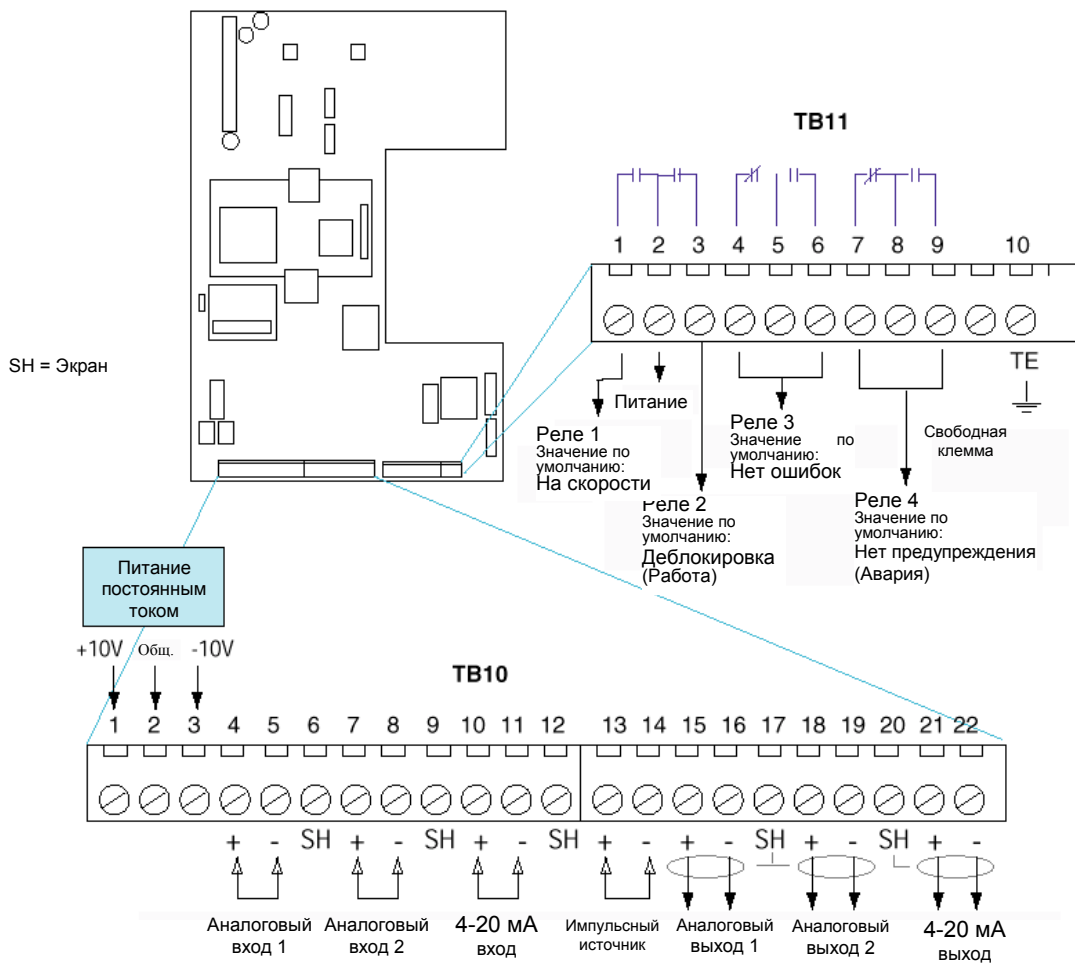 TB11
1 2 3 4 5 6 7 8 9 10
SH = Экран
TE
Питание
Реле 1
Значение по
умолчанию:
На скорости
Реле 2
Значение по
умолчанию:
Деблокировка
(Работа)
Реле 3
Значение по
умолчанию:
Нет ошибок
Свободная
клемма
Реле 4
Значение по
умолчанию:
Нет предупреждения
(Авария)
Питание
постоянным
током
+10V Общ. -10V
TB10
1 2 3 4 5 6 7 8 9 10 11 12 13 14 15 16 17 18 19 20 21 22
+ - SH + - SH + - SH + - + - SH + - SH + -
Аналоговый
вход 1
Аналоговый
вход 2
4-20 мА
вход
Импульсный
источник
Аналоговый
выход 1
Аналоговый
выход 2
4-20 мА
выход